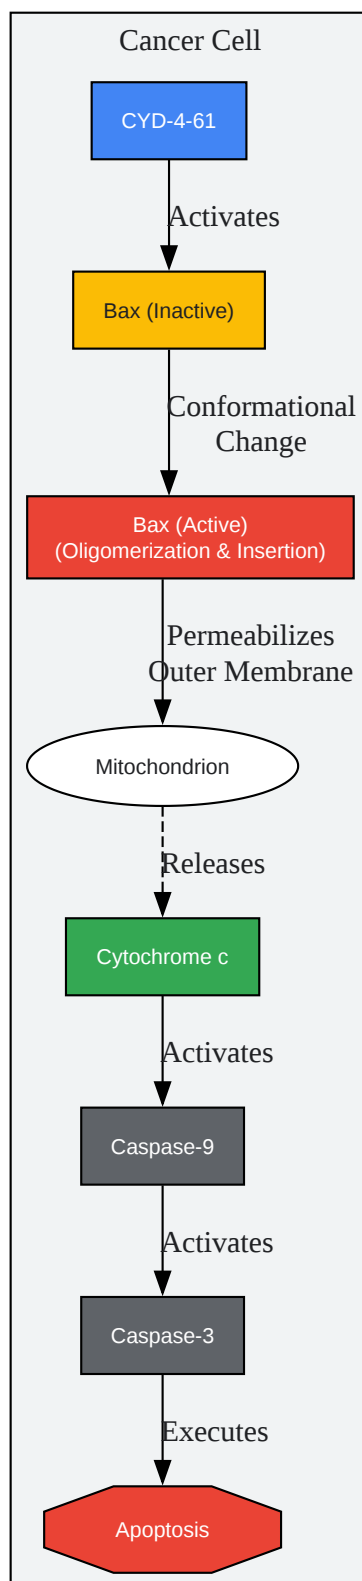 Cancer Cell
CYD-4-61
Activates
Bax (Inactive)
Conformational
Change
Bax (Active)
(Oligomerization & Insertion)
Permeabilizes
Outer Membrane
Mitochondrion
Releases
Cytochrome c
Activates
Caspase-9
Activates
Caspase-3
Executes
Apoptosis